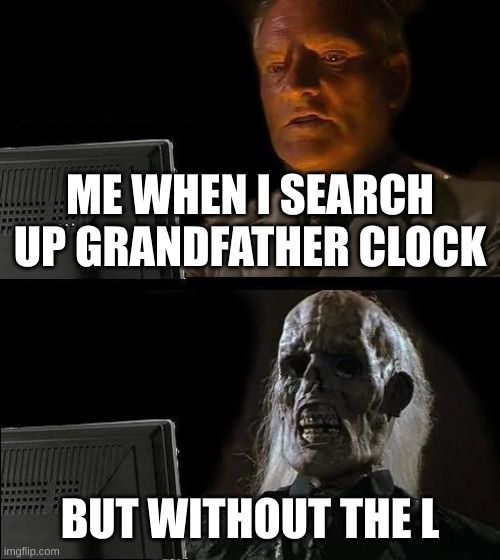 ME WHEN I SEARCH
UP GRANDFATHER CLOCK
BUT WITHOUT THE L
imgflip.com